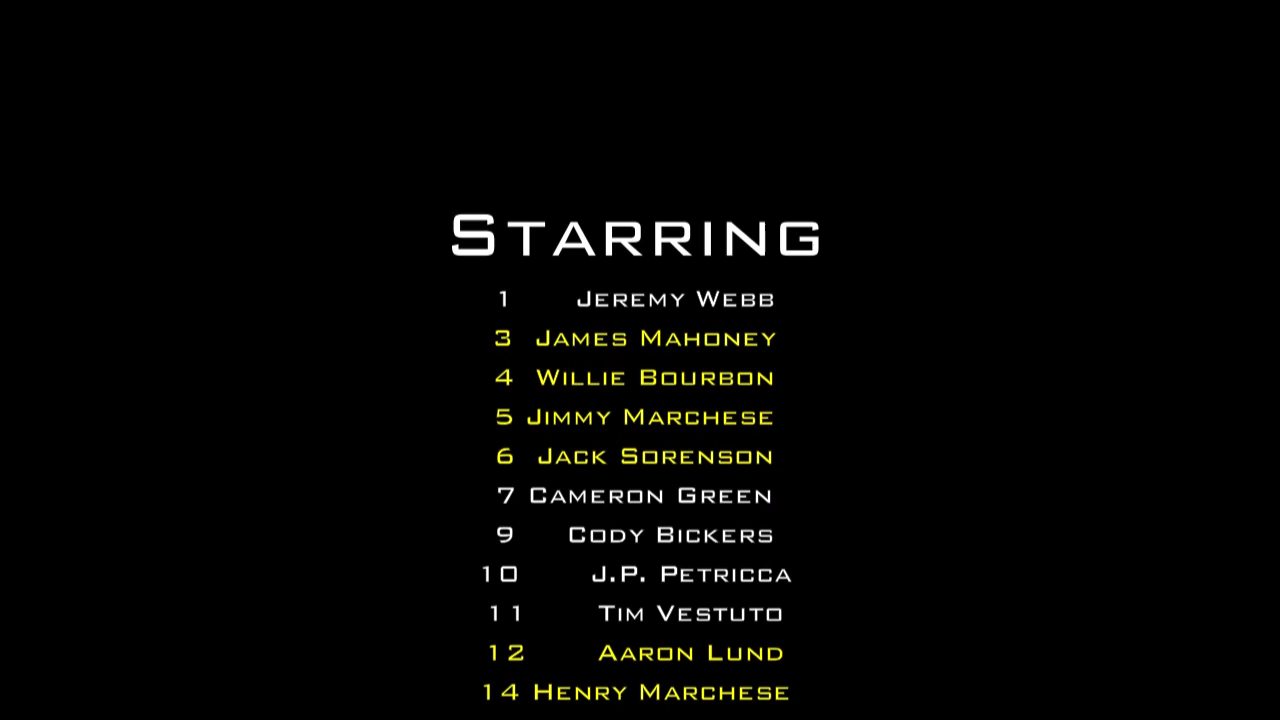 Starring
1 Jeremy Webb
3 James Mahoney
4 Willie Bourbon
5 Jimmy Marchese
6 Jack Sorenson
7 Cameron Green
9 Cody Bickers
10 J.P. Petricca
11 Tim Vestuto
12 Aaron Lund
14 Henry Marchese